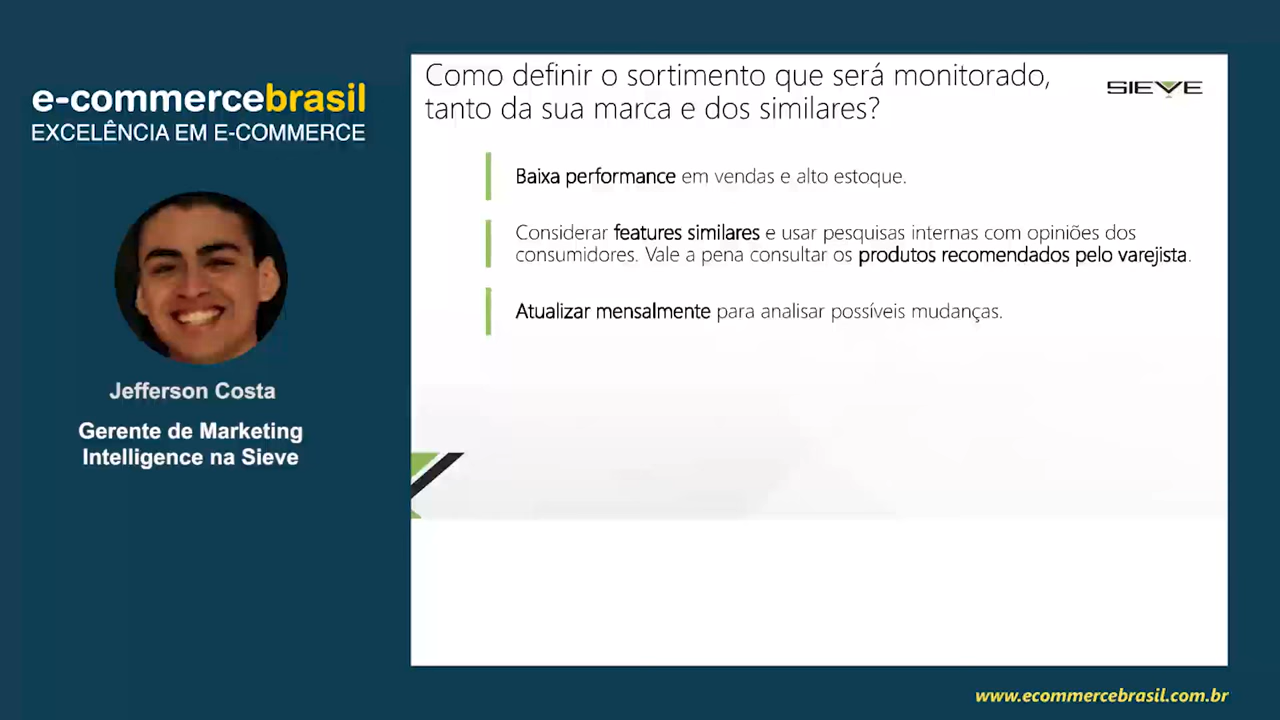 e-commercebrasil
EXCELÊNCIA EM E-COMMERCE
Jefferson Costa
Gerente de Marketing
Intelligence na Sieve
Como definir o sortimento que será monitorado,
tanto da sua marca e dos similares?
SIEVE
Baixa performance em vendas e alto estoque.
Considerar features similares e usar pesquisas internas com opiniões dos
consumidores. Vale a pena consultar os produtos recomendados pelo varejista.
Atualizar mensalmente para analisar possíveis mudanças.
www.ecommercebrasil.com.br